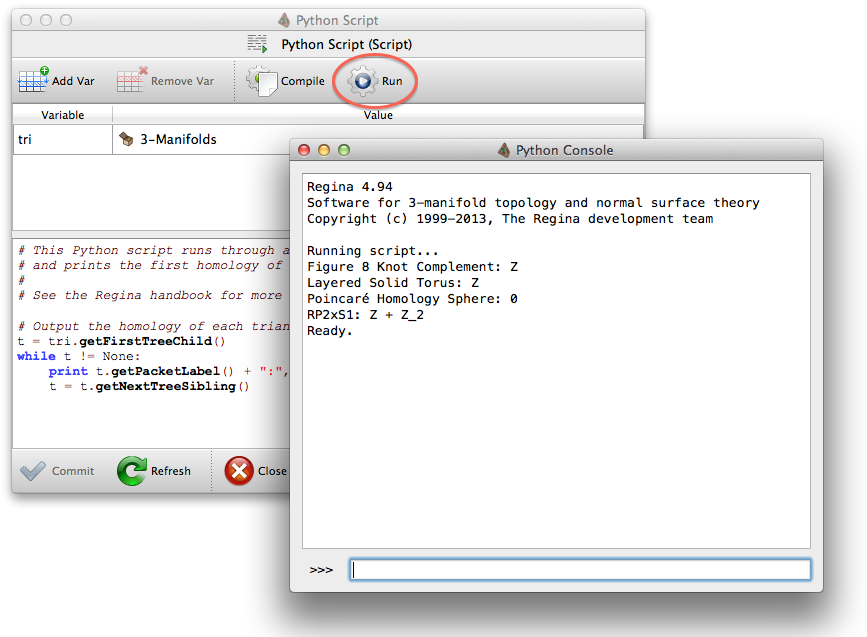 Python Script
Python Script (Script)
Add Var Remove Var Compile Run
Variable Value
tri 3-Manifolds
# This Python script runs through a
# and prints the first homology of
#
# See the Regina handbook for more
# Output the homology of each trian
t = tri.getFirstTreeChild()
while t != None:
print t.getPacketLabel() + ":",
t = t.getNextTreeSibling()
Commit Refresh Close
Python Console
Regina 4.94
Software for 3-manifold topology and normal surface theory
Copyright (c) 1999-2013, The Regina development team
Running script...
Figure 8 Knot Complement: Z
Layered Solid Torus: Z
Poincaré Homology Sphere: 0
RP2xS1: Z + Z_2
Ready.
>>>